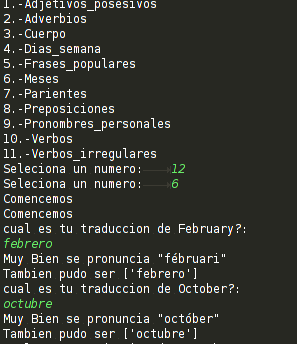 1.-Adjetivos_posesivos
2.-Adverbios
3.-Cuerpo
4.-Dias_semana
5.-Frases_populares
6.-Meses
7.-Parientes
8.-Preposiciones
9.-Pronombres_personales
10.-Verbos
11.-Verbos_irregulares
Seleciona un numero: 12
Seleciona un numero: 6
Comencemos
Comencemos
cual es tu traduccion de February?:
febrero
Muy Bien se pronuncia "fébruari"
Tambien pudo ser ['febrero']
cual es tu traduccion de October?:
octubre
Muy Bien se pronuncia "octóber"
Tambien pudo ser ['octubre']